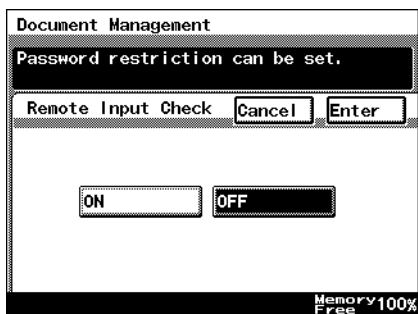 Document Management
Password restriction can be set.
Remote Input Check Cancel Enter
ON OFF
Memory
Free 100%